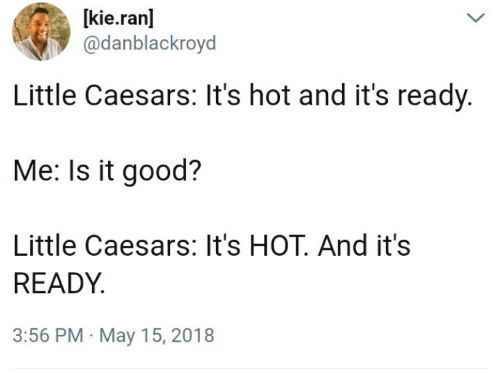 [kie.ran]
@danblackroyd
Little Caesars: It's hot and it's ready.
Me: Is it good?
Little Caesars: It's HOT. And it's
READY.
3:56 PM · May 15, 2018